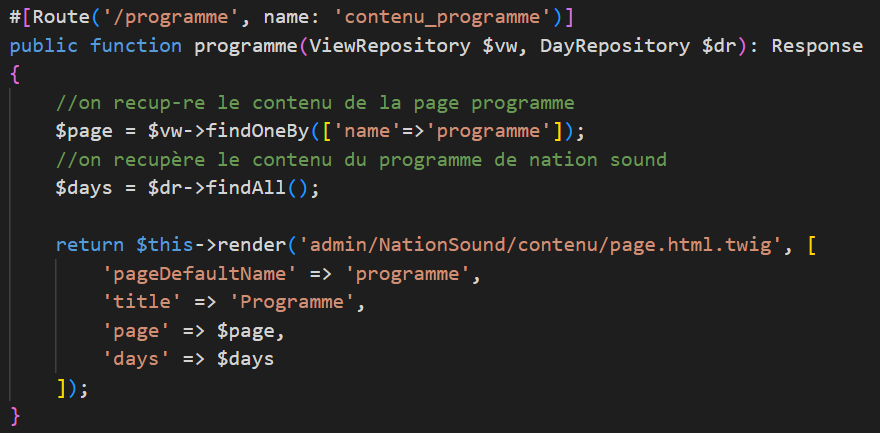 #[Route('/programme', name: 'contenu_programme')]
public function programme(ViewRepository $vw, DayRepository $dr): Response
{
//on recup-re le contenu de la page programme
$page = $vw->findOneBy(['name'=>'programme']);
//on recupère le contenu du programme de nation sound
$days = $dr->findAll();
return $this->render('admin/NationSound/contenu/page.html.twig', [
'pageDefaultName' => 'programme',
'title' => 'Programme',
'page' => $page,
'days' => $days
]);
}